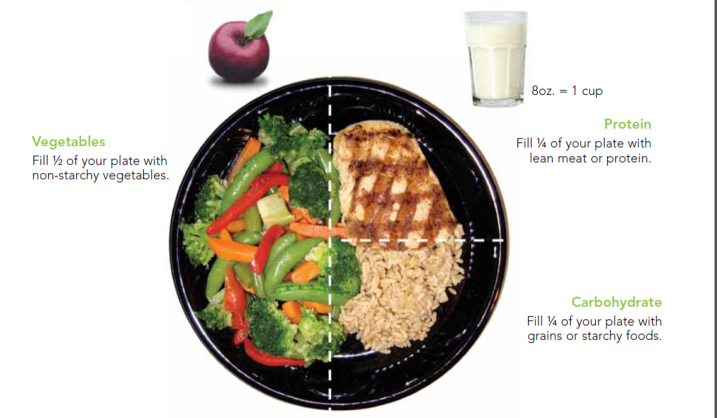 8oz. = 1 cup
Vegetables
Fill ½ of your plate with
non-starchy vegetables.
Protein
Fill ¼ of your plate with
lean meat or protein.
Carbohydrate
Fill ¼ of your plate with
grains or starchy foods.